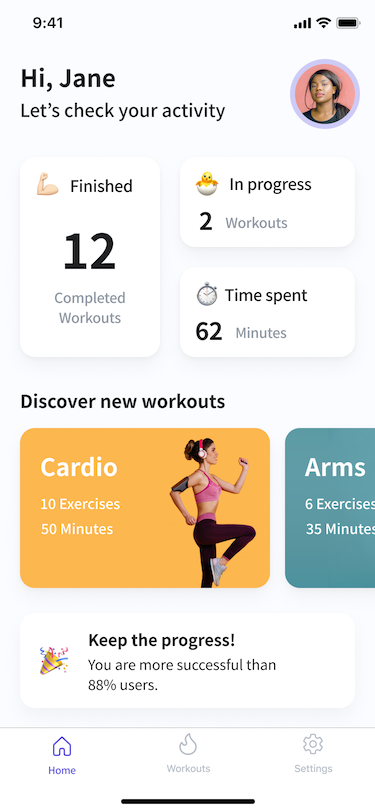 9:41
Hi, Jane
Let's check your activity
Finished
12
Completed
Workouts
In progress
2 Workouts
Time spent
62 Minutes
Discover new workouts
Cardio
10 Exercises
50 Minutes
Arms
6 Exercises
35 Minutes
Keep the progress!
You are more successful than
88% users.
Home
Workouts
Settings